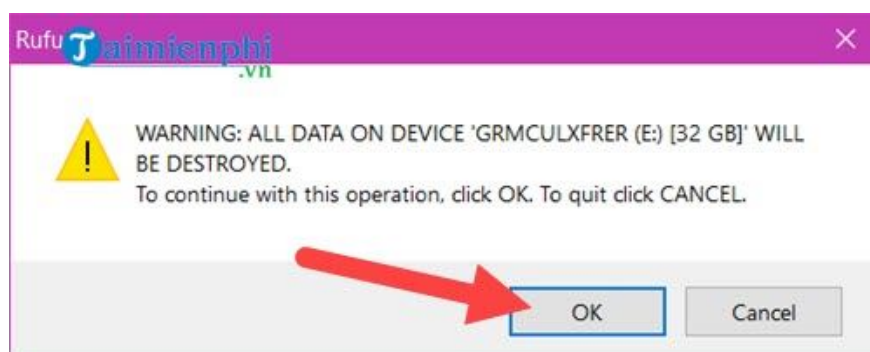 Rufu
Taimienphi
.vn
WARNING: ALL DATA ON DEVICE 'GRMCULXFRER (E:) [32 GB]' WILL
BE DESTROYED.
To continue with this operation, click OK. To quit click CANCEL.
OK
Cancel